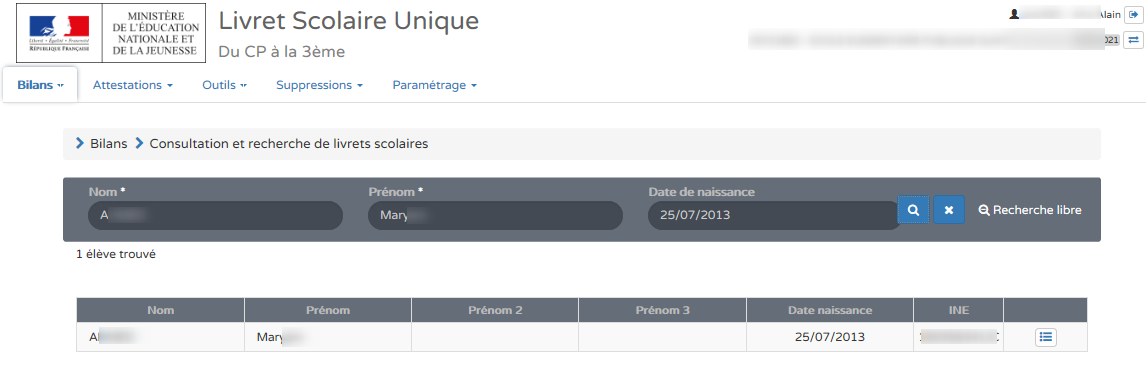 MINISTÈRE
DE L'ÉDUCATION
NATIONALE ET
DE LA JEUNESSE
Liberté • Égalité • Fraternité
RÉPUBLIQUE FRANÇAISE
Livret Scolaire Unique
Du CP à la 3ème
Alain
2021
Bilans Attestations Outils Suppressions Paramétrage
Bilans Consultation et recherche de livrets scolaires
Nom * Prénom * Date de naissance
A Mary 25/07/2013 Recherche libre
1 élève trouvé
Nom Prénom Prénom 2 Prénom 3 Date naissance INE
Al Mary 25/07/2013